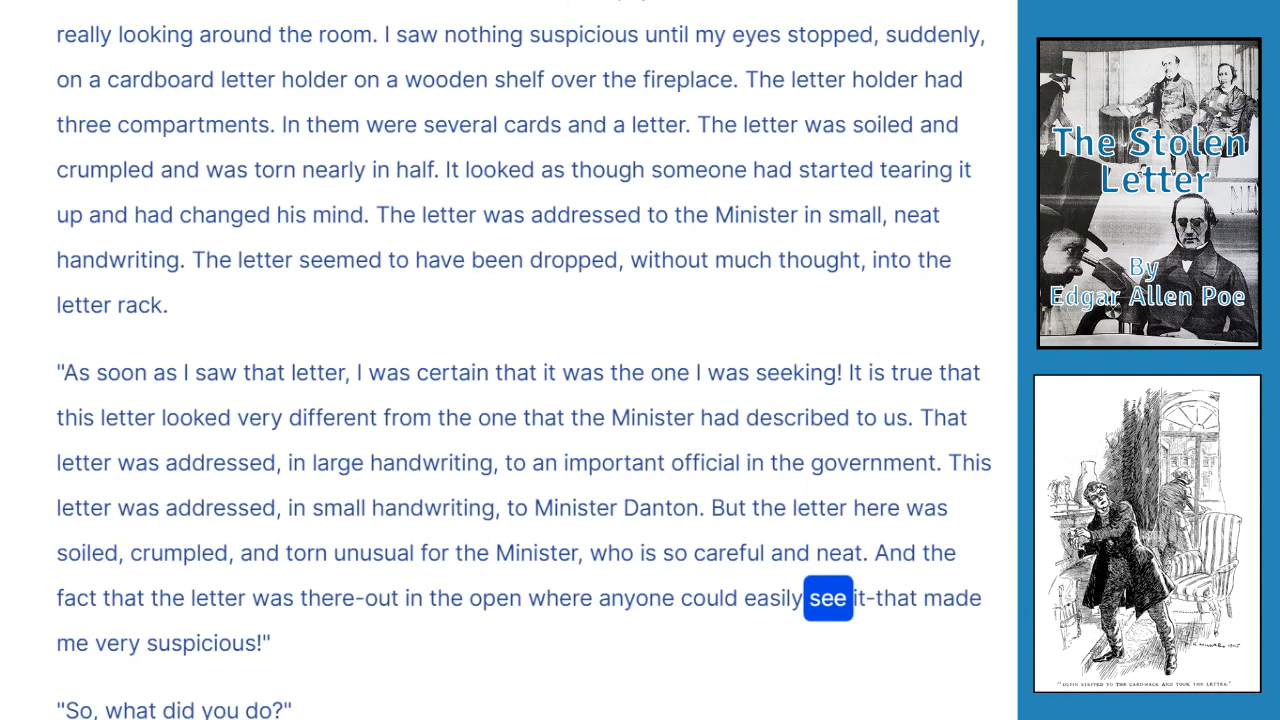 really looking around the room. I saw nothing suspicious until my eyes stopped, suddenly,
on a cardboard letter holder on a wooden shelf over the fireplace. The letter holder had
three compartments. In them were several cards and a letter. The letter was soiled and
crumpled and was torn nearly in half. It looked as though someone had started tearing it
up and had changed his mind. The letter was addressed to the Minister in small, neat
handwriting. The letter seemed to have been dropped, without much thought, into the
letter rack.
"As soon as I saw that letter, I was certain that it was the one I was seeking! It is true that
this letter looked very different from the one that the Minister had described to us. That
letter was addressed, in large handwriting, to an important official in the government. This
letter was addressed, in small handwriting, to Minister Danton. But the letter here was
soiled, crumpled, and torn unusual for the Minister, who is so careful and neat. And the
fact that the letter was there-out in the open where anyone could easily see it-that made
me very suspicious!"
"So, what did you do?"
The Stolen
Letter
By
Edgar Allen Poe
"DUPIN STEPPED TO THE CARD-RACK AND TOOK THE LETTER."